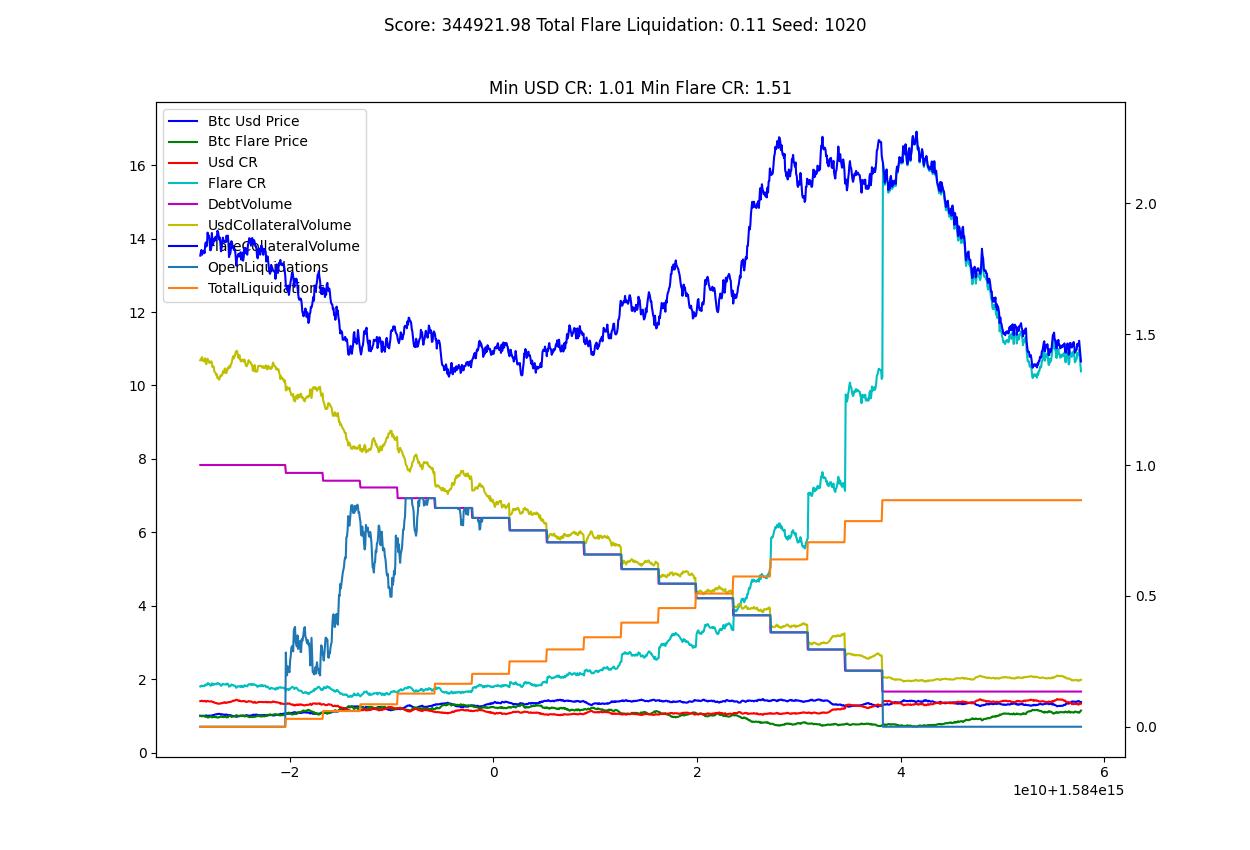 Score: 344921.98 Total Flare Liquidation: 0.11 Seed: 1020
Min USD CR: 1.01 Min Flare CR: 1.51
Btc Usd Price
Btc Flare Price
Usd CR
Flare CR
DebtVolume
UsdCollateralVolume
FlareCollateralVolume
OpenLiquidations
TotalLiquidations
16
14
12
10
8
6
4
2
0
2.0
1.5
1.0
0.5
0.0
−2
0
2
4
6
1e10+1.584e15